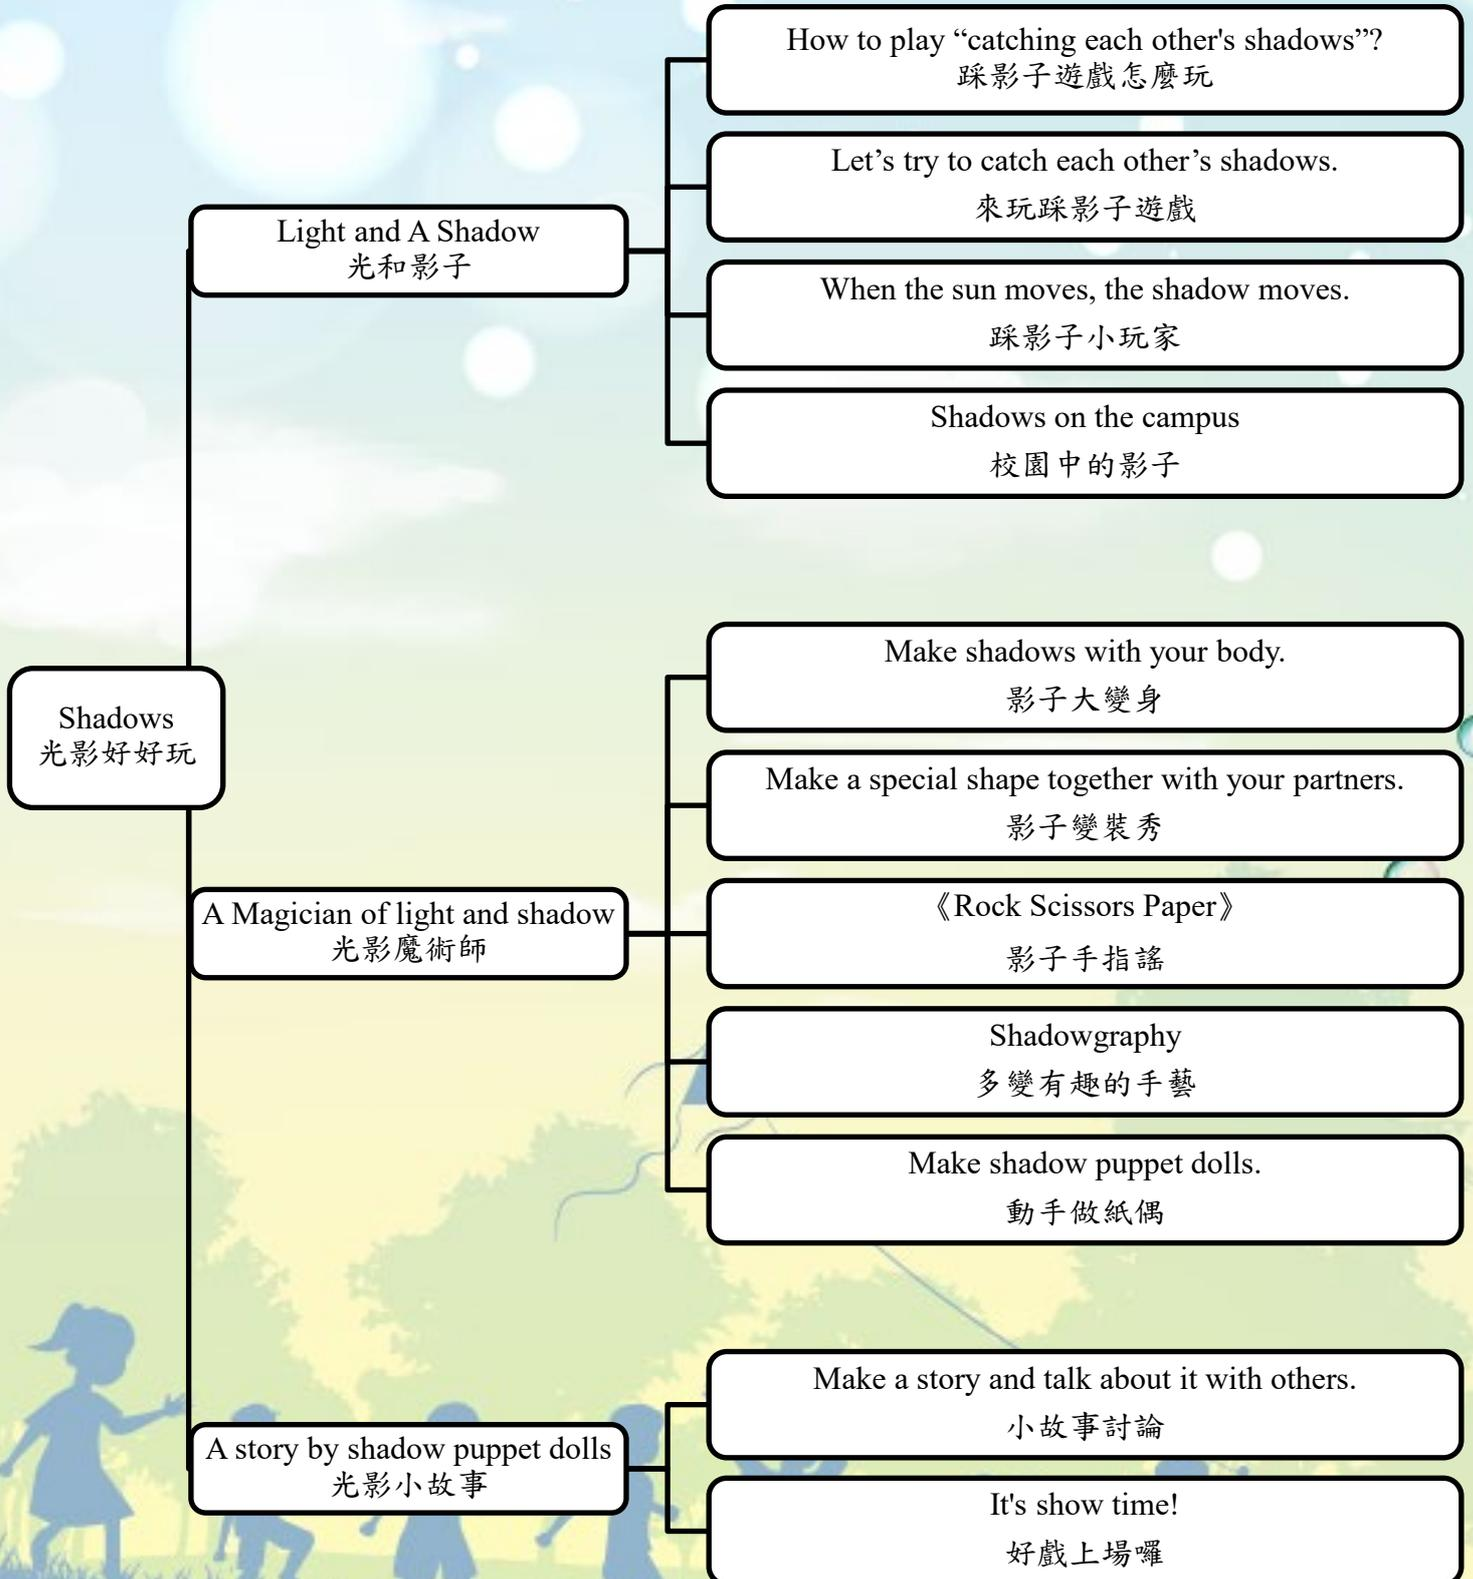 Shadows
光影好好玩
Light and A Shadow
光和影子
How to play “catching each other's shadows”?
踩影子遊戲怎麼玩
Let’s try to catch each other’s shadows.
來玩踩影子遊戲
When the sun moves, the shadow moves.
踩影子小玩家
Shadows on the campus
校園中的影子
A Magician of light and shadow
光影魔術師
Make shadows with your body.
影子大變身
Make a special shape together with your partners.
影子變裝秀
《Rock Scissors Paper》
影子手指謠
Shadowgraphy
多變有趣的手藝
Make shadow puppet dolls.
動手做紙偶
A story by shadow puppet dolls
光影小故事
Make a story and talk about it with others.
小故事討論
It's show time!
好戲上場囉